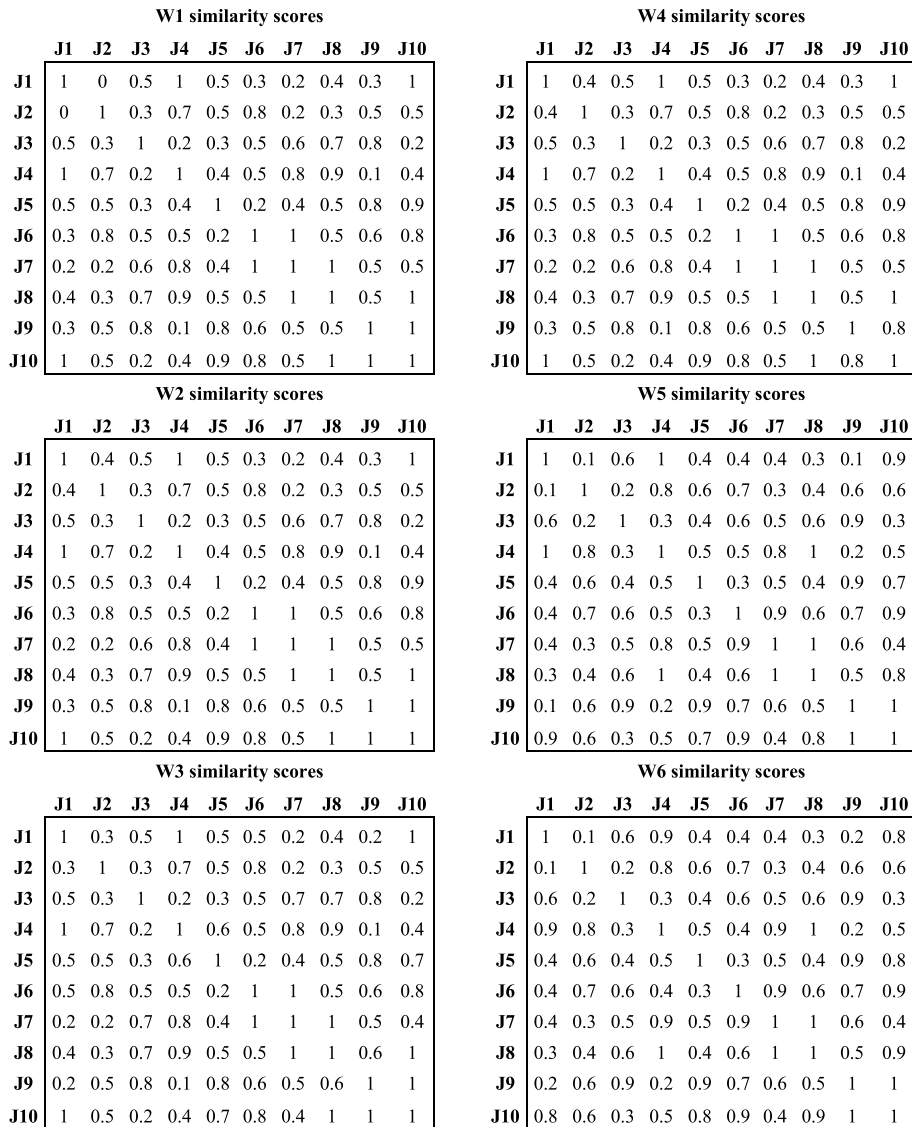 W1 similarity scores
J1 J2 J3 J4 J5 J6 J7 J8 J9 J10
J1 1 0 0.5 1 0.5 0.3 0.2 0.4 0.3 1
J2 0 1 0.3 0.7 0.5 0.8 0.2 0.3 0.5 0.5
J3 0.5 0.3 1 0.2 0.3 0.5 0.6 0.7 0.8 0.2
J4 1 0.7 0.2 1 0.4 0.5 0.8 0.9 0.1 0.4
J5 0.5 0.5 0.3 0.4 1 0.2 0.4 0.5 0.8 0.9
J6 0.3 0.8 0.5 0.5 0.2 1 1 0.5 0.6 0.8
J7 0.2 0.2 0.6 0.8 0.4 1 1 1 0.5 0.5
J8 0.4 0.3 0.7 0.9 0.5 0.5 1 1 0.5 1
J9 0.3 0.5 0.8 0.1 0.8 0.6 0.5 0.5 1 1
J10 1 0.5 0.2 0.4 0.9 0.8 0.5 1 1 1
W2 similarity scores
J1 J2 J3 J4 J5 J6 J7 J8 J9 J10
J1 1 0.4 0.5 1 0.5 0.3 0.2 0.4 0.3 1
J2 0.4 1 0.3 0.7 0.5 0.8 0.2 0.3 0.5 0.5
J3 0.5 0.3 1 0.2 0.3 0.5 0.6 0.7 0.8 0.2
J4 1 0.7 0.2 1 0.4 0.5 0.8 0.9 0.1 0.4
J5 0.5 0.5 0.3 0.4 1 0.2 0.4 0.5 0.8 0.9
J6 0.3 0.8 0.5 0.5 0.2 1 1 0.5 0.6 0.8
J7 0.2 0.2 0.6 0.8 0.4 1 1 1 0.5 0.5
J8 0.4 0.3 0.7 0.9 0.5 0.5 1 1 0.5 1
J9 0.3 0.5 0.8 0.1 0.8 0.6 0.5 0.5 1 1
J10 1 0.5 0.2 0.4 0.9 0.8 0.5 1 1 1
W3 similarity scores
J1 J2 J3 J4 J5 J6 J7 J8 J9 J10
J1 1 0.3 0.5 1 0.5 0.5 0.2 0.4 0.2 1
J2 0.3 1 0.3 0.7 0.5 0.8 0.2 0.3 0.5 0.5
J3 0.5 0.3 1 0.2 0.3 0.5 0.7 0.7 0.8 0.2
J4 1 0.7 0.2 1 0.6 0.5 0.8 0.9 0.1 0.4
J5 0.5 0.5 0.3 0.6 1 0.2 0.4 0.5 0.8 0.7
J6 0.5 0.8 0.5 0.5 0.2 1 1 0.5 0.6 0.8
J7 0.2 0.2 0.7 0.8 0.4 1 1 1 0.5 0.4
J8 0.4 0.3 0.7 0.9 0.5 0.5 1 1 0.6 1
J9 0.2 0.5 0.8 0.1 0.8 0.6 0.5 0.6 1 1
J10 1 0.5 0.2 0.4 0.7 0.8 0.4 1 1 1
W4 similarity scores
J1 J2 J3 J4 J5 J6 J7 J8 J9 J10
J1 1 0.4 0.5 1 0.5 0.3 0.2 0.4 0.3 1
J2 0.4 1 0.3 0.7 0.5 0.8 0.2 0.3 0.5 0.5
J3 0.5 0.3 1 0.2 0.3 0.5 0.6 0.7 0.8 0.2
J4 1 0.7 0.2 1 0.4 0.5 0.8 0.9 0.1 0.4
J5 0.5 0.5 0.3 0.4 1 0.2 0.4 0.5 0.8 0.9
J6 0.3 0.8 0.5 0.5 0.2 1 1 0.5 0.6 0.8
J7 0.2 0.2 0.6 0.8 0.4 1 1 1 0.5 0.5
J8 0.4 0.3 0.7 0.9 0.5 0.5 1 1 0.5 1
J9 0.3 0.5 0.8 0.1 0.8 0.6 0.5 0.5 1 0.8
J10 1 0.5 0.2 0.4 0.9 0.8 0.5 1 0.8 1
W5 similarity scores
J1 J2 J3 J4 J5 J6 J7 J8 J9 J10
J1 1 0.1 0.6 1 0.4 0.4 0.4 0.3 0.1 0.9
J2 0.1 1 0.2 0.8 0.6 0.7 0.3 0.4 0.6 0.6
J3 0.6 0.2 1 0.3 0.4 0.6 0.5 0.6 0.9 0.3
J4 1 0.8 0.3 1 0.5 0.5 0.8 1 0.2 0.5
J5 0.4 0.6 0.4 0.5 1 0.3 0.5 0.4 0.9 0.7
J6 0.4 0.7 0.6 0.5 0.3 1 0.9 0.6 0.7 0.9
J7 0.4 0.3 0.5 0.8 0.5 0.9 1 1 0.6 0.4
J8 0.3 0.4 0.6 1 0.4 0.6 1 1 0.5 0.8
J9 0.1 0.6 0.9 0.2 0.9 0.7 0.6 0.5 1 1
J10 0.9 0.6 0.3 0.5 0.7 0.9 0.4 0.8 1 1
W6 similarity scores
J1 J2 J3 J4 J5 J6 J7 J8 J9 J10
J1 1 0.1 0.6 0.9 0.4 0.4 0.4 0.3 0.2 0.8
J2 0.1 1 0.2 0.8 0.6 0.7 0.3 0.4 0.6 0.6
J3 0.6 0.2 1 0.3 0.4 0.6 0.5 0.6 0.9 0.3
J4 0.9 0.8 0.3 1 0.5 0.4 0.9 1 0.2 0.5
J5 0.4 0.6 0.4 0.5 1 0.3 0.5 0.4 0.9 0.8
J6 0.4 0.7 0.6 0.4 0.3 1 0.9 0.6 0.7 0.9
J7 0.4 0.3 0.5 0.9 0.5 0.9 1 1 0.6 0.4
J8 0.3 0.4 0.6 1 0.4 0.6 1 1 0.5 0.9
J9 0.2 0.6 0.9 0.2 0.9 0.7 0.6 0.5 1 1
J10 0.8 0.6 0.3 0.5 0.8 0.9 0.4 0.9 1 1